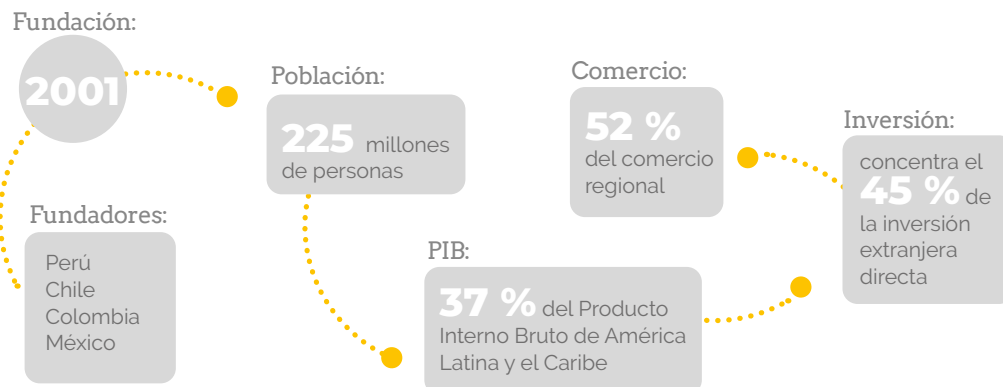 Fundación:
2001
Fundadores:
Perú
Chile
Colombia
México
Población:
225 millones
de personas
PIB:
37 % del Producto
Interno Bruto de América
Latina y el Caribe
Comercio:
52 %
del comercio
regional
Inversión:
concentra el
45 % de
la inversión
extranjera
directa